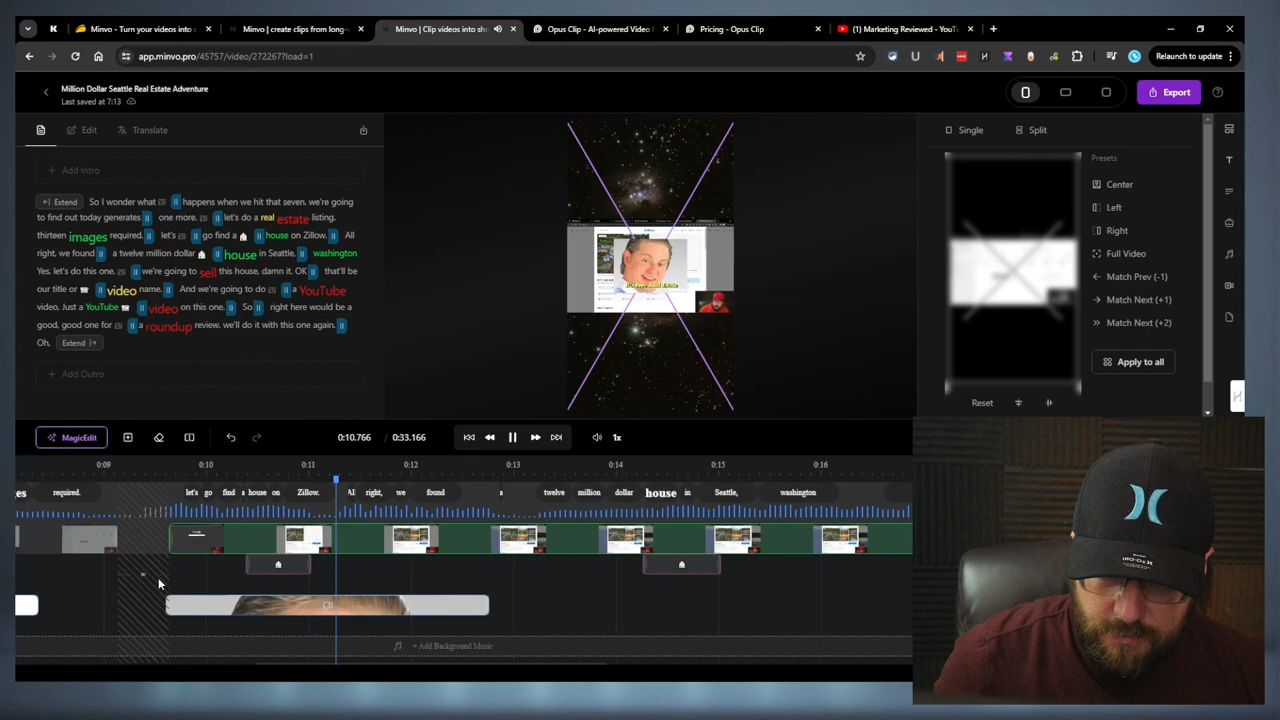 Minvo - Turn your videos into c
Minvo | create clips from long-
Minvo | Clip videos into sho
Opus Clip - AI-powered Video
Pricing - Opus Clip
(1) Marketing Reviewed - YouT
app.minvo.pro/45757/video/272267?load=1
Relaunch to update
Million Dollar Seattle Real Estate Adventure
Last saved at 7:13
Export
Edit
Translate
Single
Split
+ Add Intro
Presets
Center
Left
Right
Full Video
Match Prev (-1)
Match Next (+1)
Match Next (+2)
Apply to all
Reset
Extend So I wonder what happens when we hit that seven. we're going
to find out today generates one more. let's do a real estate listing.
thirteen images required. let's go find a house on Zillow. All
right, we found a twelve million dollar house in Seattle, washington
Yes, let's do this one. we're going to sell this house, damn it. OK that'll be
our title or video name. And we're going to do a YouTube
video, Just a YouTube video on this one. So right here would be a
good, good one for a roundup review. we'll do it with this one again.
Oh, Extend
+ Add Outro
MagicEdit
0:10.766 / 0:33.166
1x
0:09 0:10 0:11 0:12 0:13 0:14 0:15 0:16
required. let's go find a house on Zillow. All right, we found a twelve million dollar house in Seattle, washington
+ Add Background Music